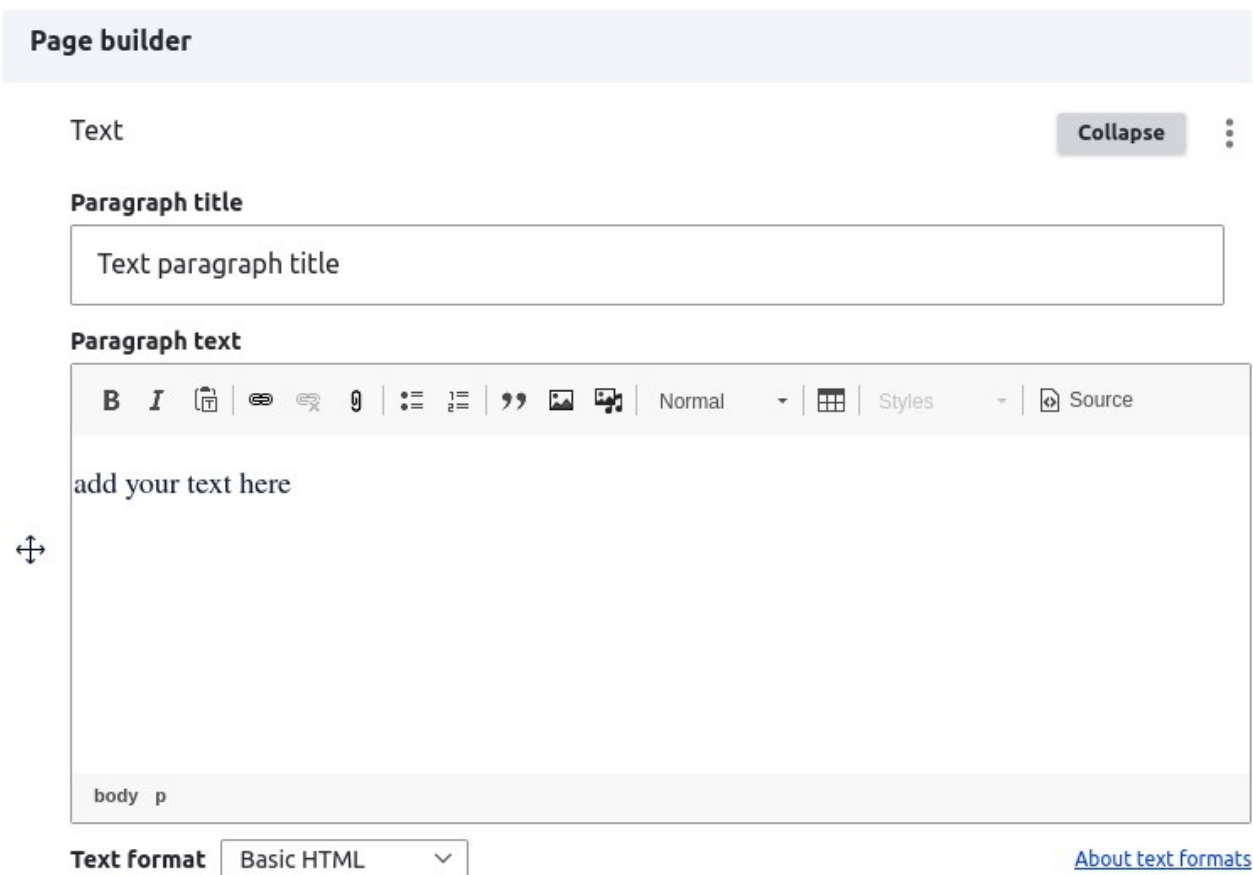 Page builder
Text Collapse
Paragraph title
Text paragraph title
Paragraph text
B I Normal Styles Source
add your text here
body p
Text format Basic HTML About text formats